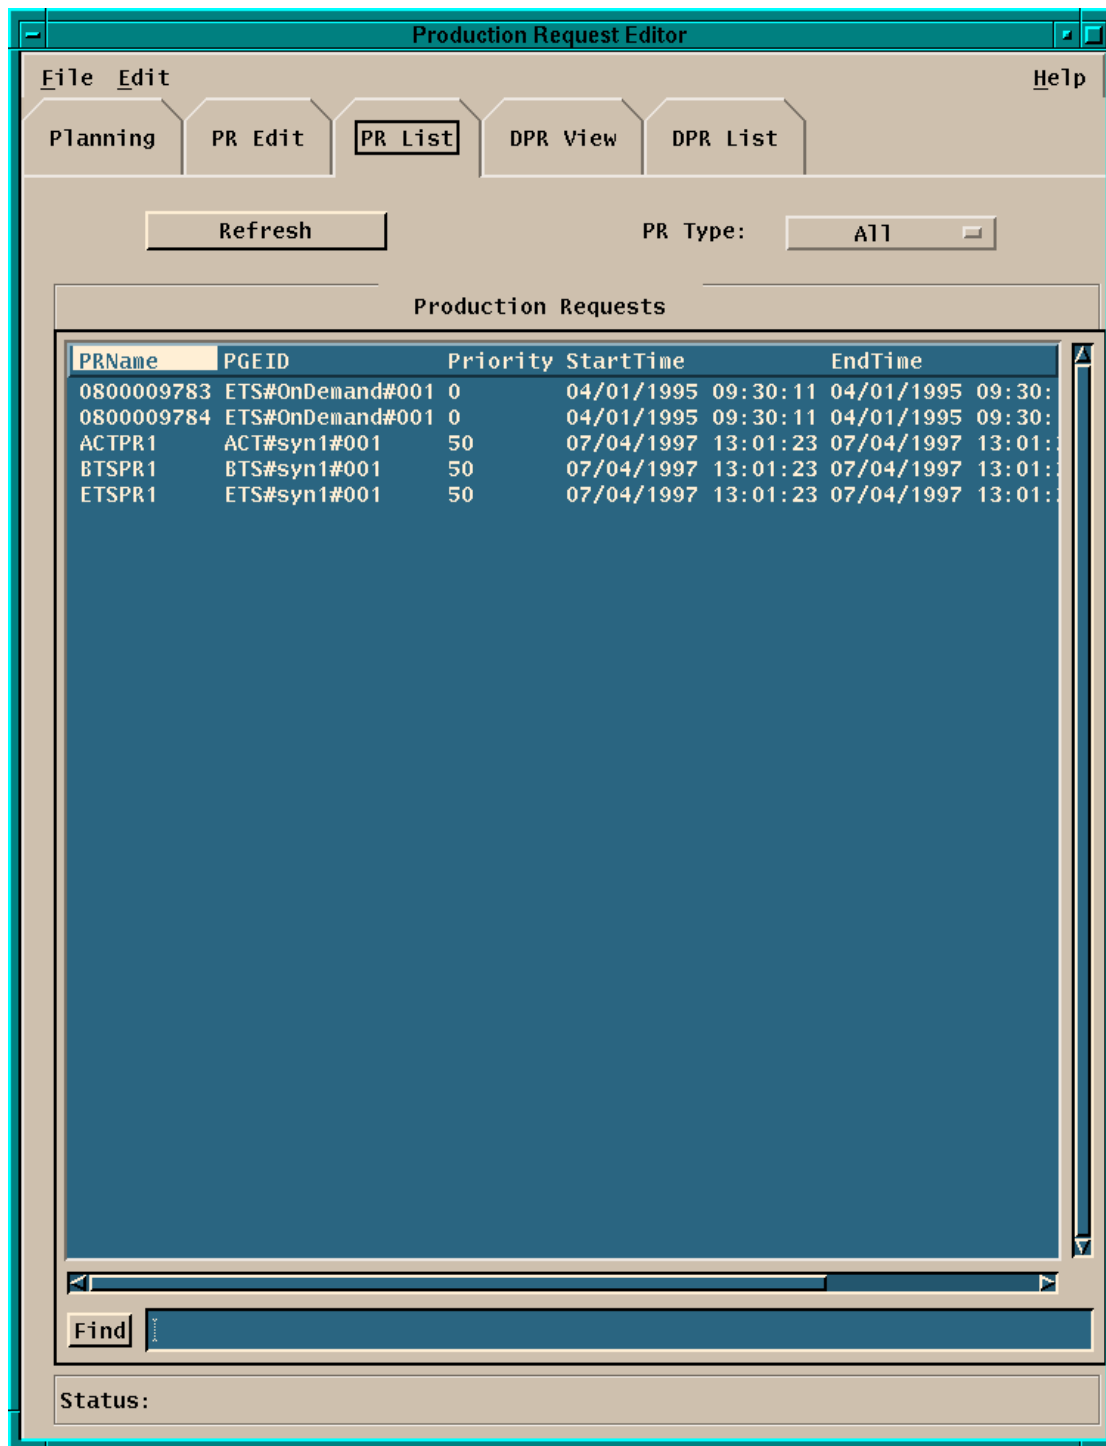 Production Request Editor
File Edit Help
Planning PR Edit PR List DPR View DPR List
Refresh PR Type: All
Production Requests
PRName PGEID Priority StartTime EndTime
0800009783 ETS#OnDemand#001 0 04/01/1995 09:30:11 04/01/1995 09:30:
0800009784 ETS#OnDemand#001 0 04/01/1995 09:30:11 04/01/1995 09:30:
ACTPR1 ACT#syn1#001 50 07/04/1997 13:01:23 07/04/1997 13:01:
BTSPR1 BTS#syn1#001 50 07/04/1997 13:01:23 07/04/1997 13:01:
ETSPR1 ETS#syn1#001 50 07/04/1997 13:01:23 07/04/1997 13:01:
Find
Status: